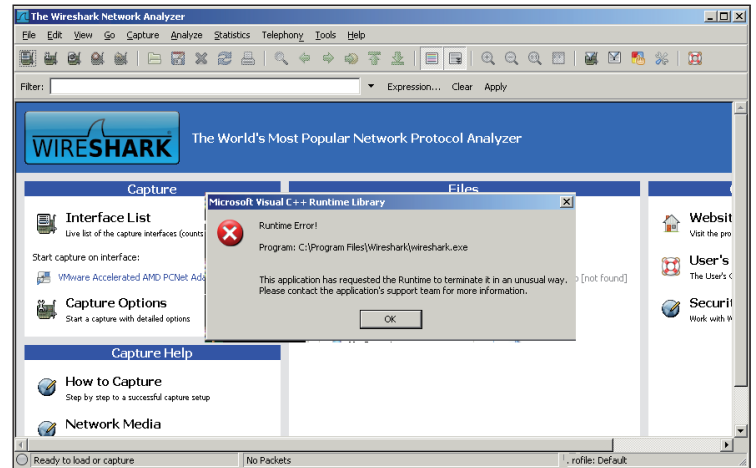 The Wireshark Network Analyzer
File Edit View Go Capture Analyze Statistics Telephony Tools Help
Filter: Expression... Clear Apply
WIRESHARK
The World's Most Popular Network Protocol Analyzer
Capture
Files
Interface List
Live list of the capture interfaces (counts
Start capture on interface:
VMware Accelerated AMD PCNet Ada
Capture Options
Start a capture with detailed options
Microsoft Visual C++ Runtime Library
Runtime Error!
Program: C:\Program Files\Wireshark\wireshark.exe
This application has requested the Runtime to terminate it in an unusual way.
Please contact the application's support team for more information.
OK
[not found]
Websit
Visit the pro
User's
The User's
Securit
Work with
Capture Help
How to Capture
Step by step to a successful capture setup
Network Media
Ready to load or capture
No Packets
rofile: Default